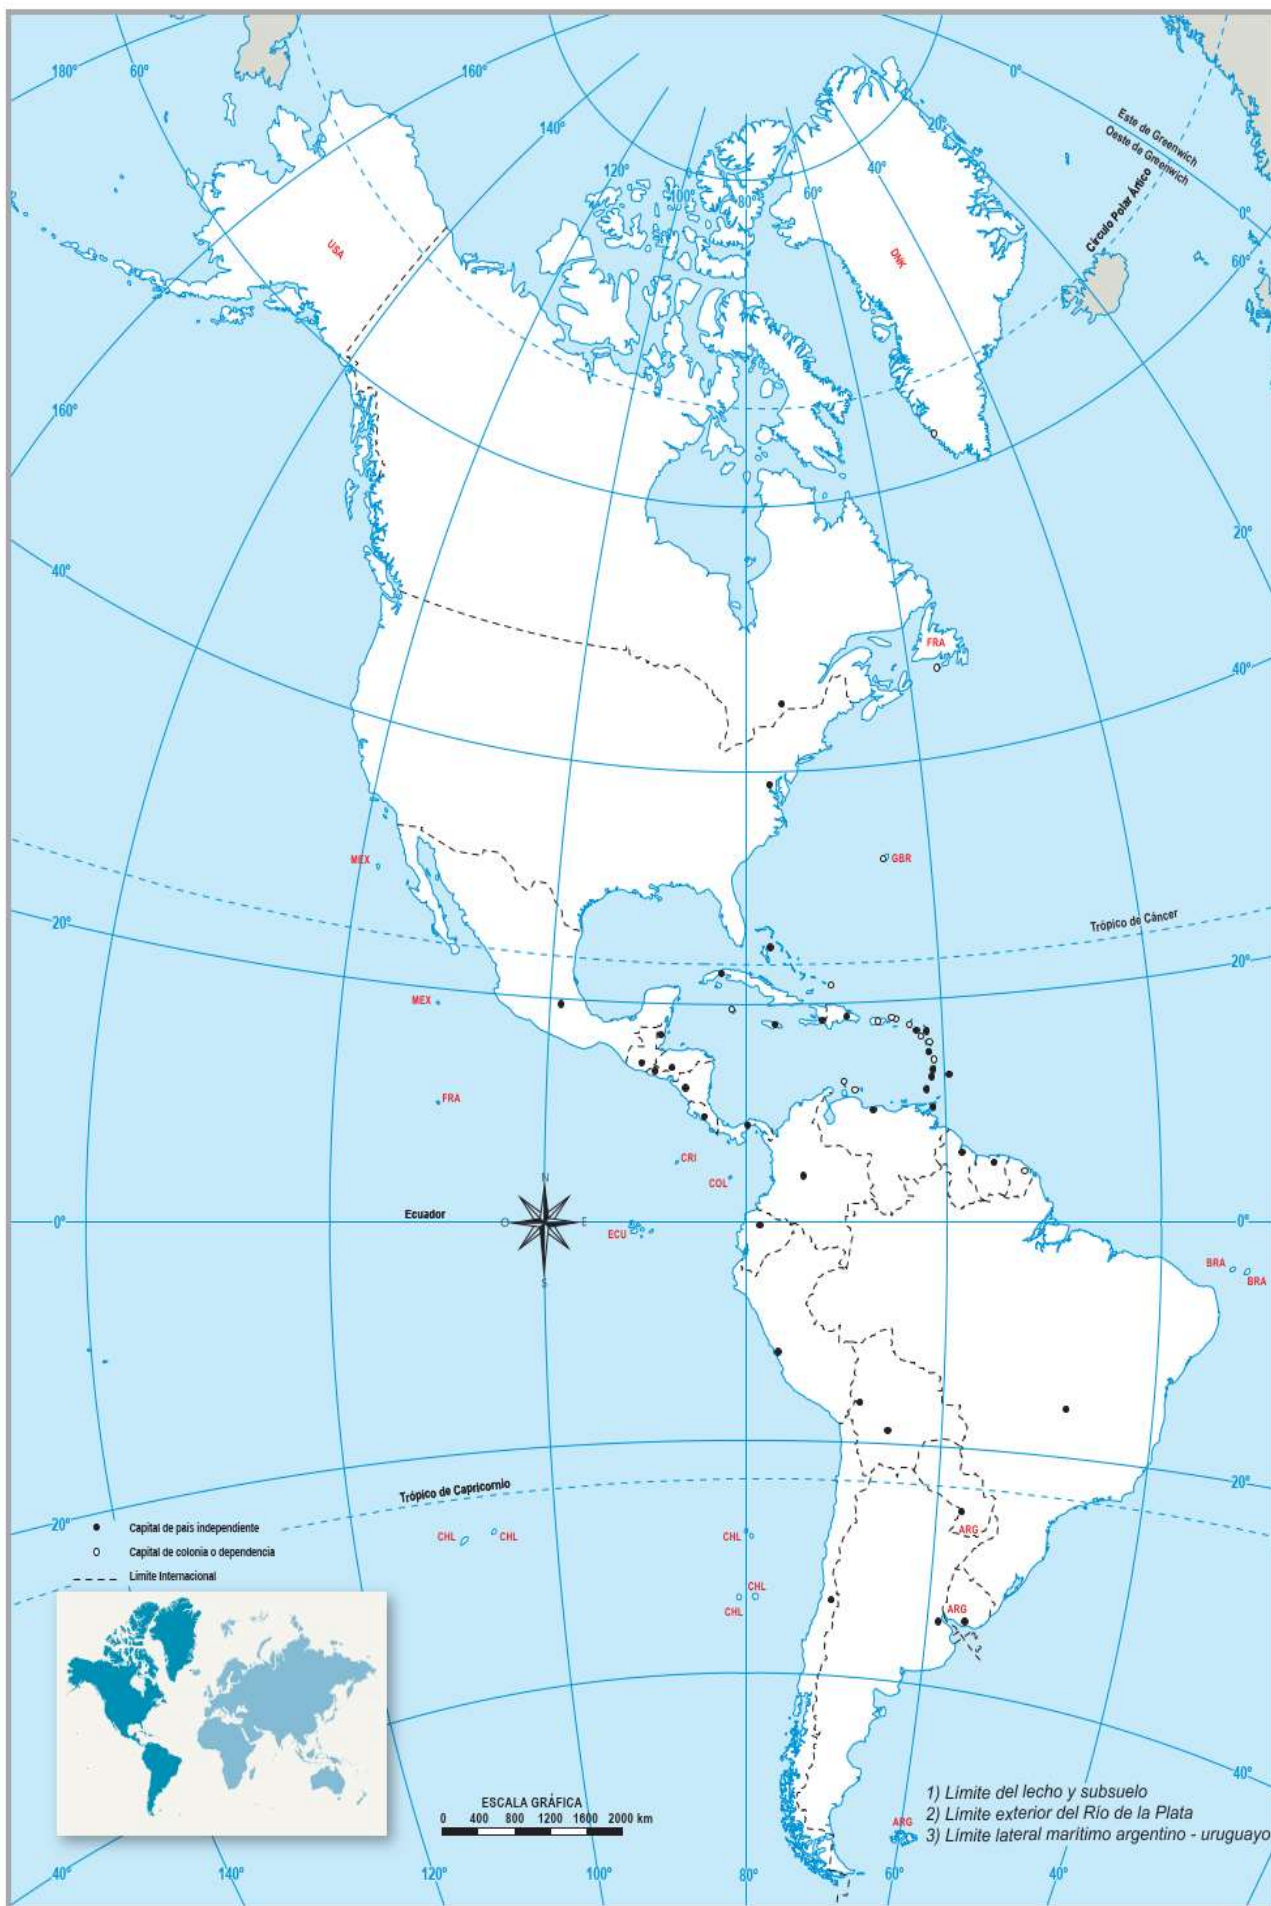 180°
60°
160°
0°
140°
20°
Este de Greenwich
Oeste de Greenwich
120°
100°
80°
60°
40°
Círculo Polar Ártico
0°
60°
USA
DNK
160°
20°
40°
FRA
40°
MEX
GBR
20°
Trópico de Cáncer
20°
MEX
FRA
CRI
COL
N
0°
Ecuador
O
E
ECU
0°
S
BRA
BRA
Trópico de Capricornio
20°
20°
CHL
CHL
CHL
ARG
Capital de país independiente
Capital de colonia o dependencia
Límite Internacional
CHL
CHL
ARG
40°
ESCALA GRÁFICA
0 400 800 1200 1600 2000 km
ARG
1) Límite del lecho y subsuelo
2) Límite exterior del Río de la Plata
3) Límite lateral marítimo argentino - uruguayo
40°
140°
120°
100°
80°
60°
40°